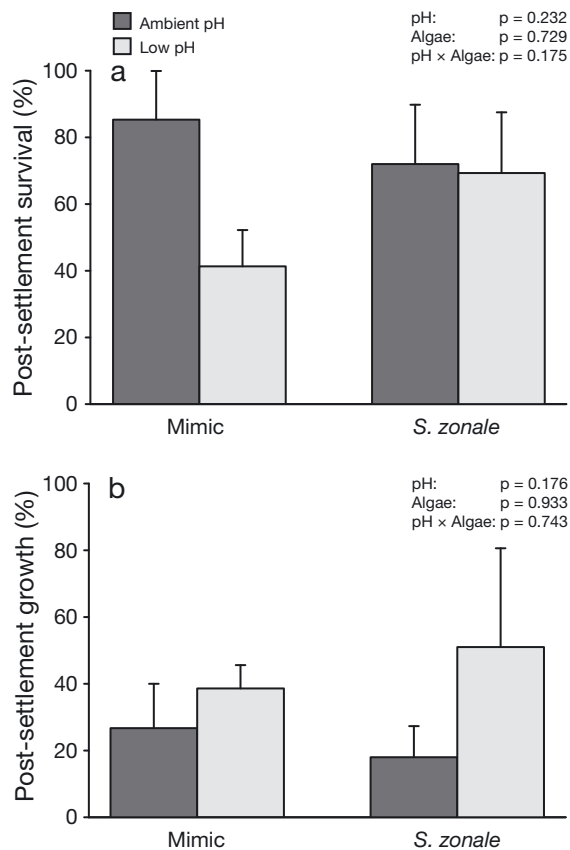 Ambient pH
Low pH
pH: p = 0.232
Algae: p = 0.729
pH × Algae: p = 0.175
a
Post-settlement survival (%)
100
80
60
40
20
0
Mimic S. zonale
b
pH: p = 0.176
Algae: p = 0.933
pH × Algae: p = 0.743
Post-settlement growth (%)
100
80
60
40
20
0
Mimic S. zonale